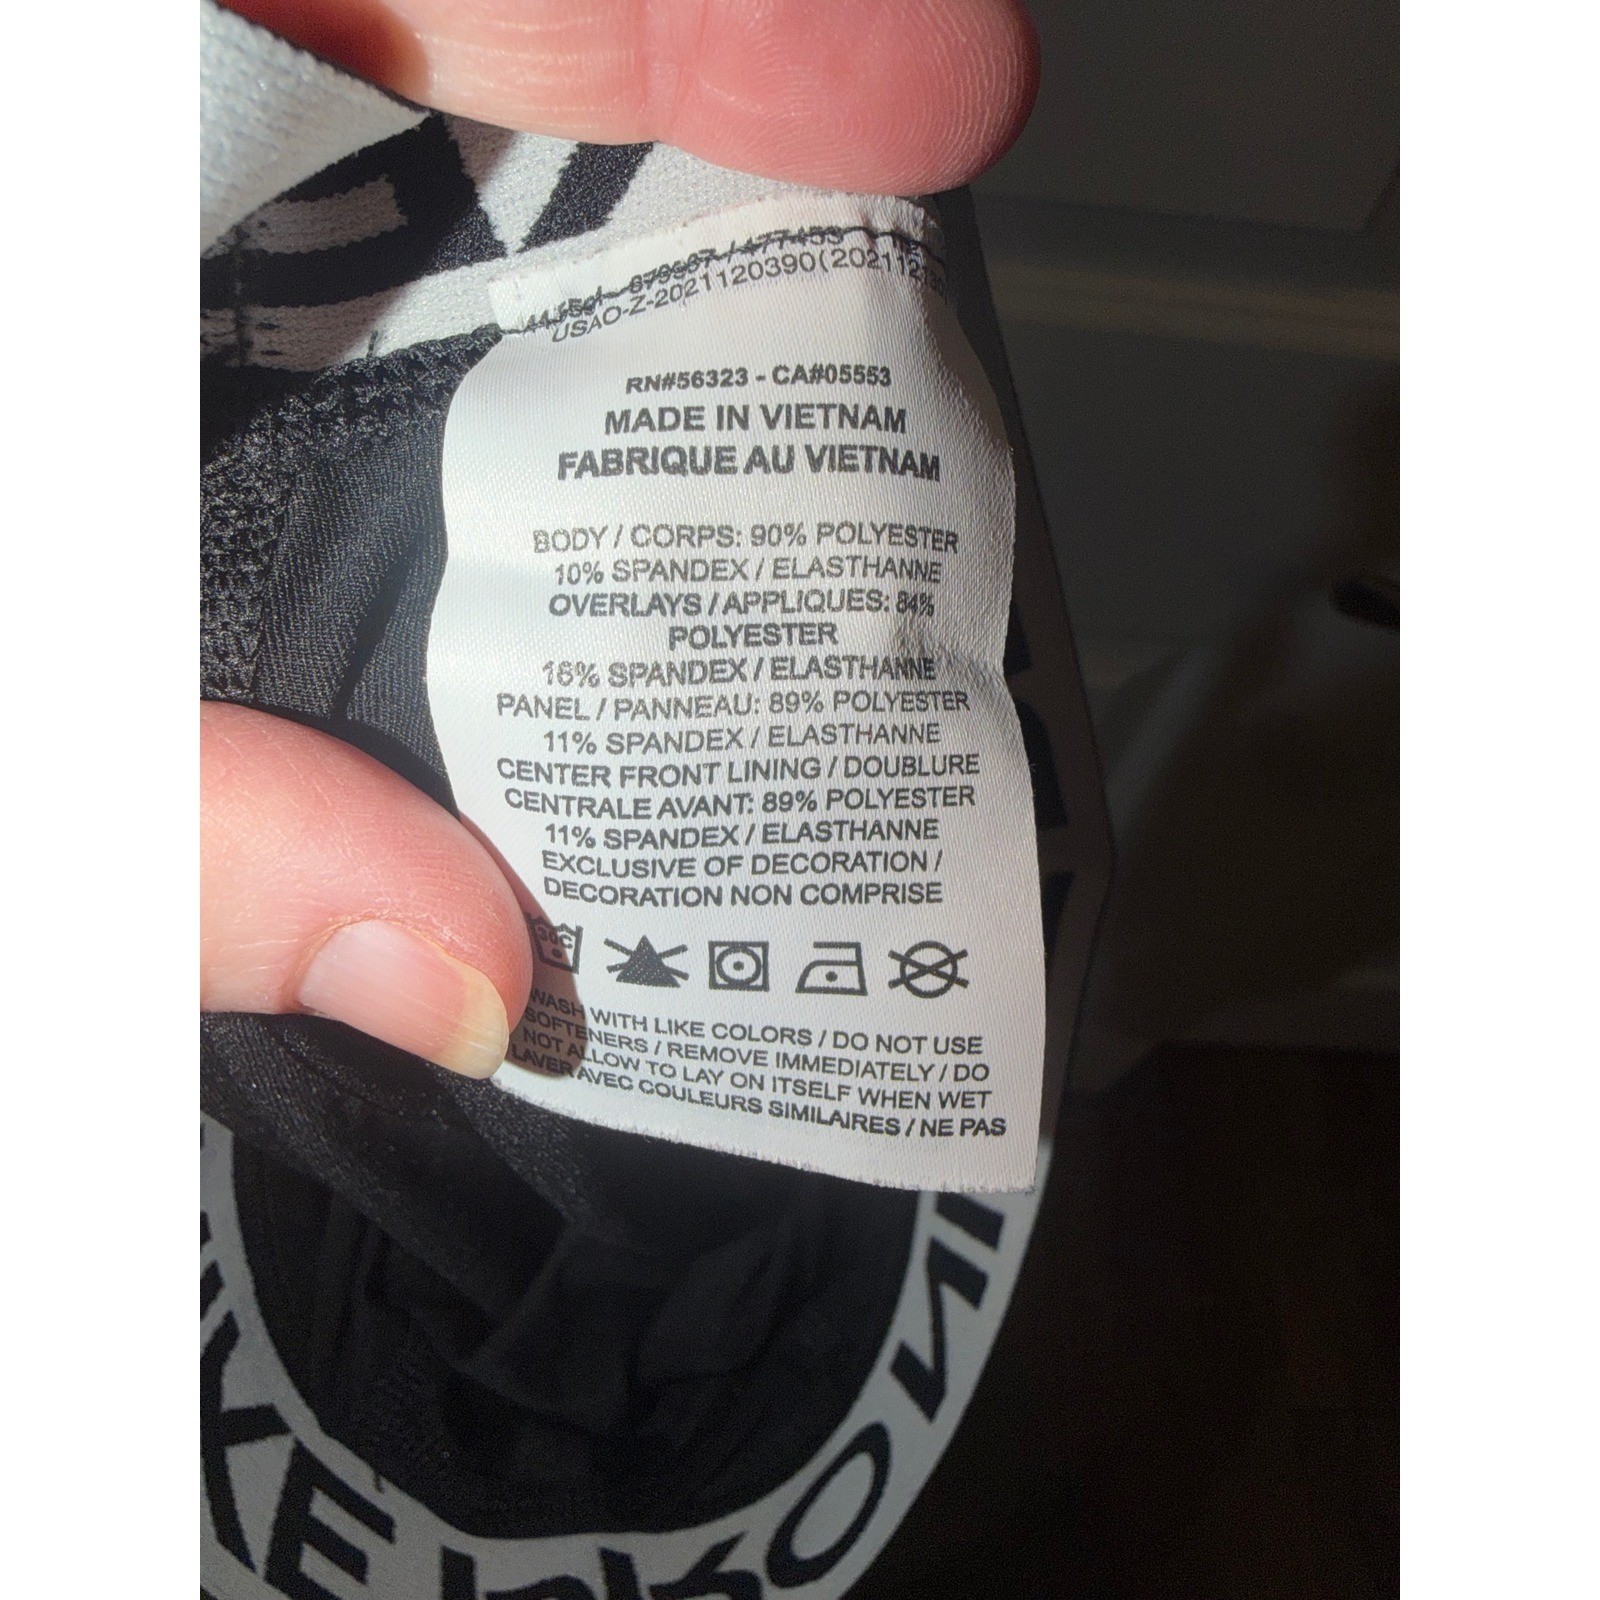 USAO-Z-2021120390(202112
RN#56323 - CA#05553
MADE IN VIETNAM
FABRIQUE AU VIETNAM
BODY / CORPS: 90% POLYESTER
10% SPANDEX / ELASTHANNE
OVERLAYS / APPLIQUES: 84%
POLYESTER
16% SPANDEX / ELASTHANNE
PANEL / PANNEAU: 89% POLYESTER
11% SPANDEX / ELASTHANNE
CENTER FRONT LINING / DOUBLURE
CENTRALE AVANT: 89% POLYESTER
11% SPANDEX / ELASTHANNE
EXCLUSIVE OF DECORATION /
DECORATION NON COMPRISE
30C
WASH WITH LIKE COLORS / DO NOT USE
SOFTENERS / REMOVE IMMEDIATELY / DO
NOT ALLOW TO LAY ON ITSELF WHEN WET
LAVER AVEC COULEURS SIMILAIRES / NE PAS